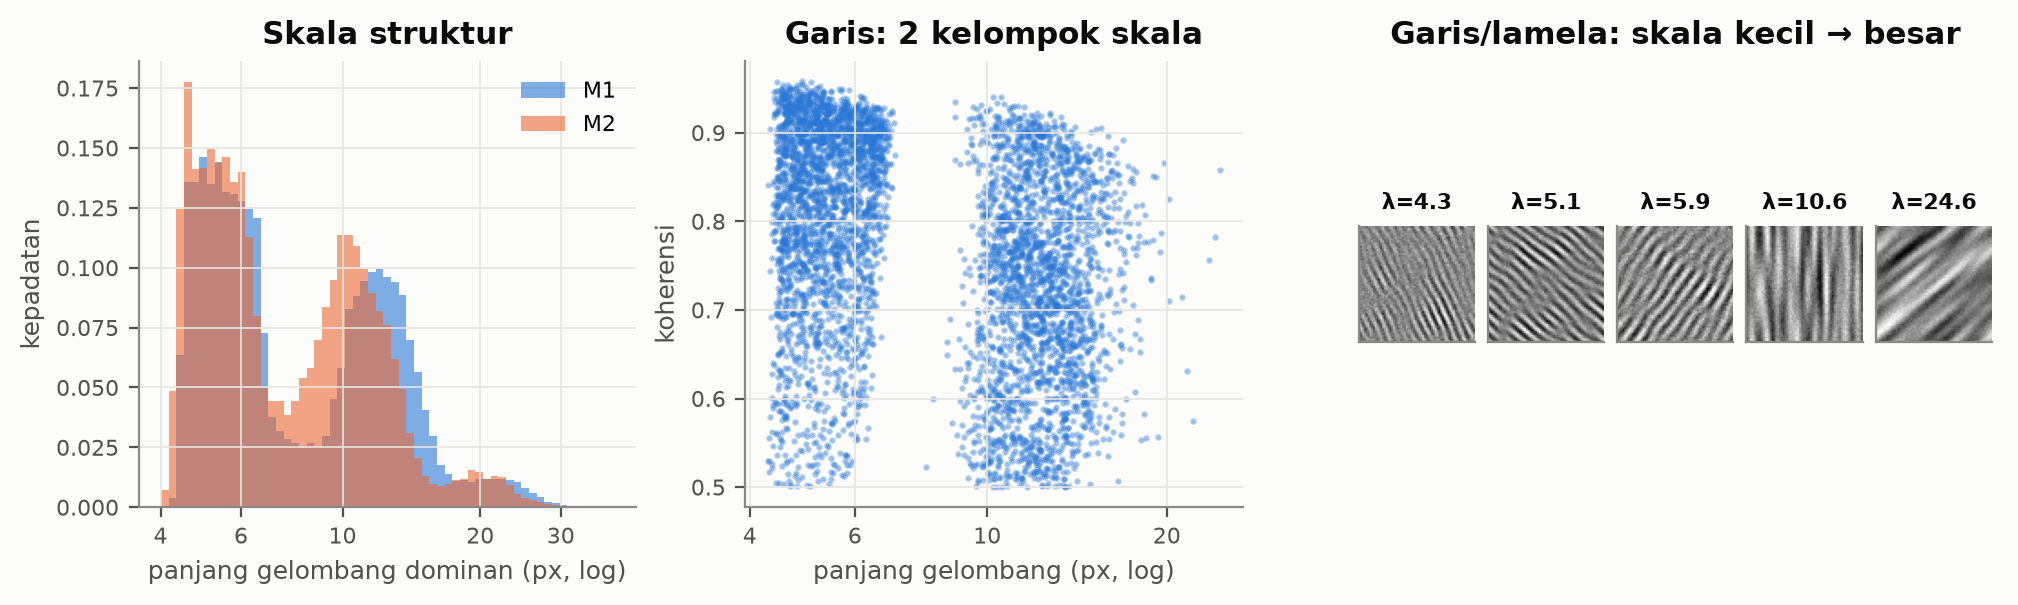 Skala struktur
0.175
0.150
0.125
0.100
0.075
0.050
0.025
0.000
kepadatan
M1
M2
4
6
10
20
30
panjang gelombang dominan (px, log)
Garis: 2 kelompok skala
0.9
0.8
0.7
0.6
0.5
koherensi
4
6
10
20
panjang gelombang (px, log)
Garis/lamela: skala kecil → besar
λ=4.3
λ=5.1
λ=5.9
λ=10.6
λ=24.6